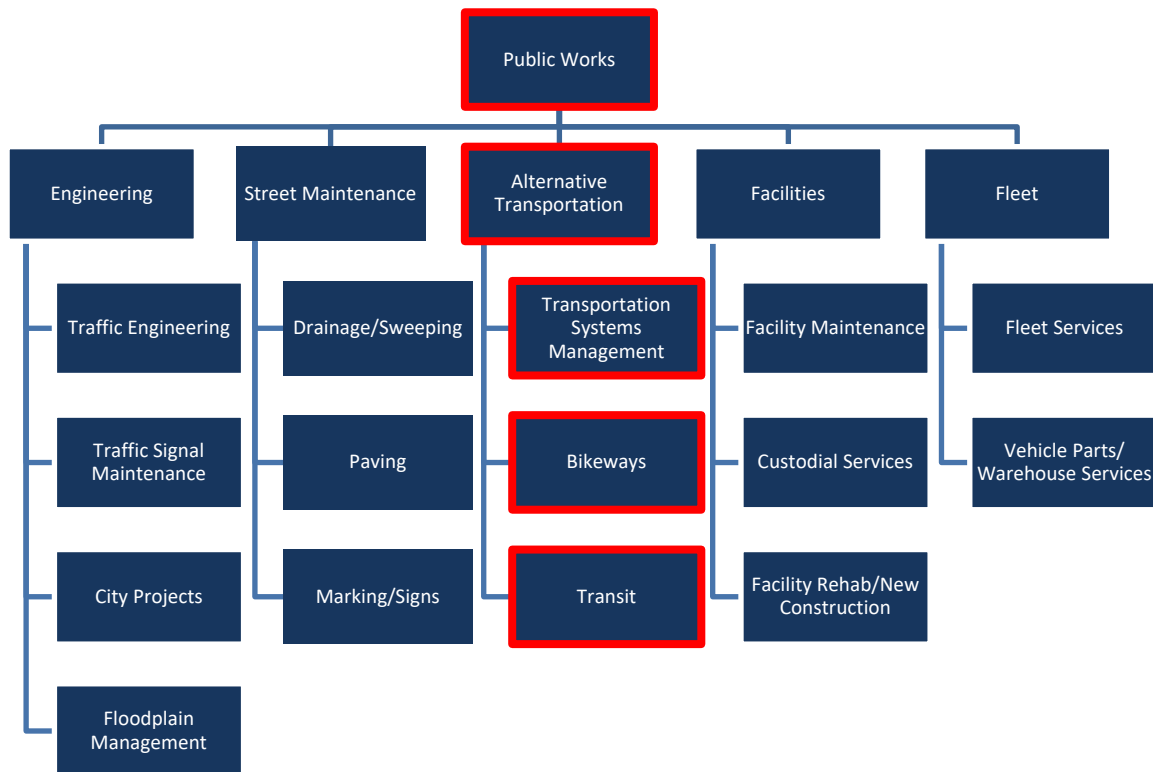 Public Works
Engineering
Street Maintenance
Alternative
Transportation
Facilities
Fleet
Traffic Engineering
Drainage/Sweeping
Transportation
Systems
Management
Facility Maintenance
Fleet Services
Traffic Signal
Maintenance
Paving
Bikeways
Custodial Services
Vehicle Parts/
Warehouse Services
City Projects
Marking/Signs
Transit
Facility Rehab/New
Construction
Floodplain
Management